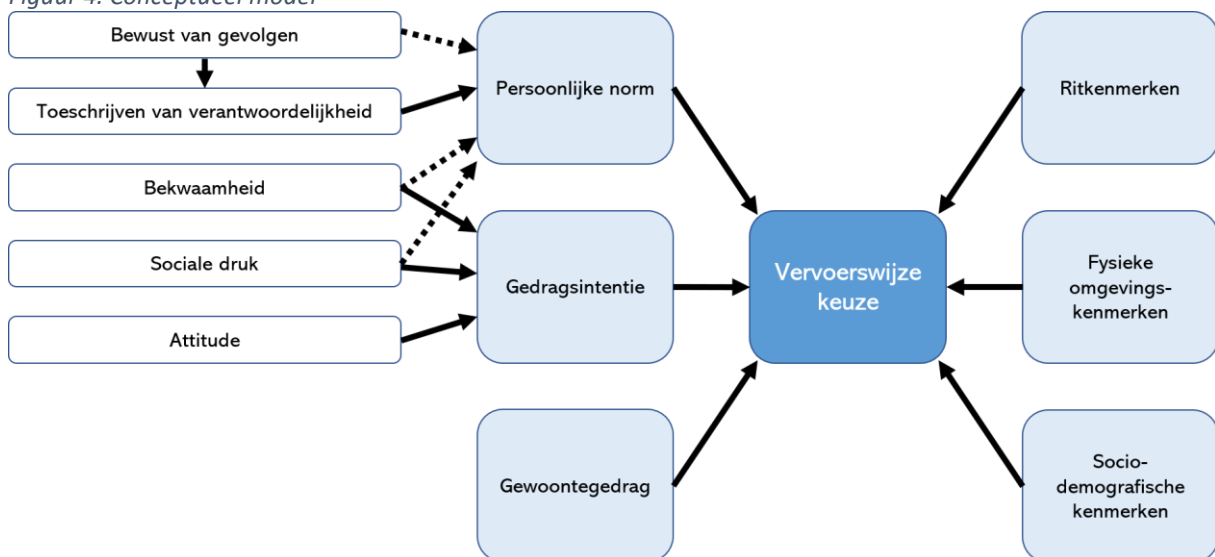 Figuur 4: Conceptueel model
Bewust van gevolgen
Toeschrijven van verantwoordelijkheid
Bekwaamheid
Sociale druk
Attitude
Persoonlijke norm
Gedragsintentie
Gewoontegedrag
Vervoerswijze
keuze
Ritkenmerken
Fysieke
omgevings-
kenmerken
Socio-
demografische
kenmerken